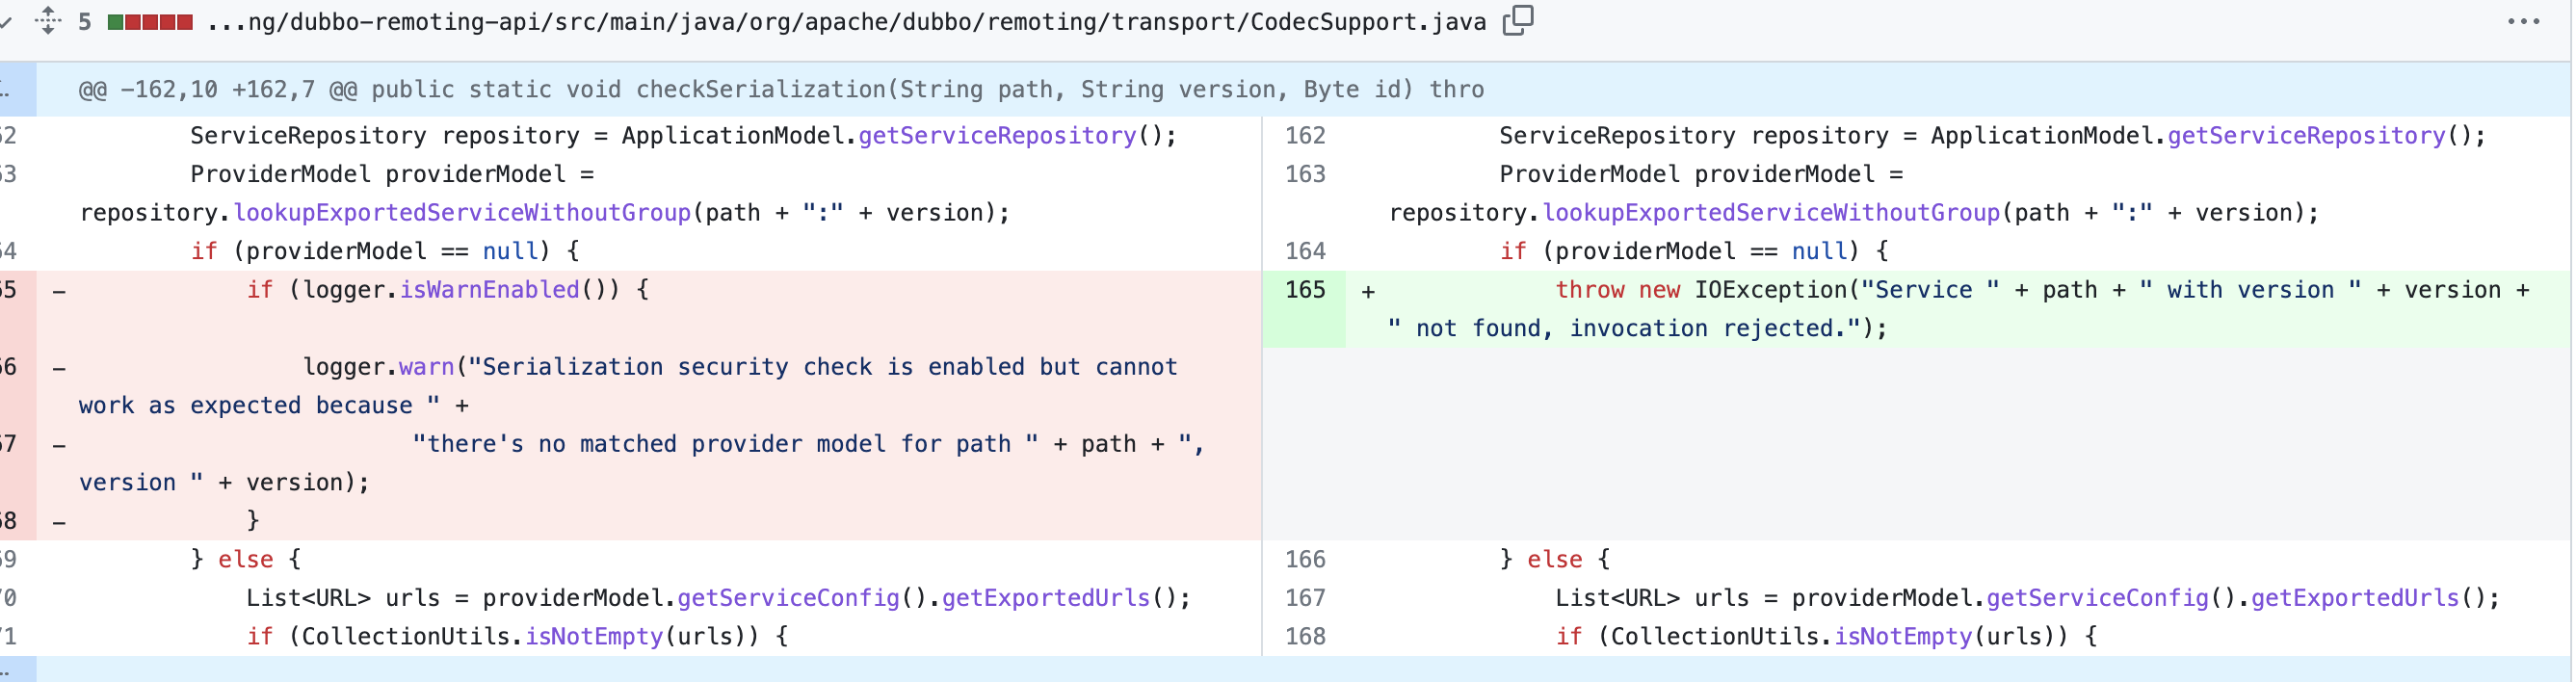 5 ...ng/dubbo-remoting-api/src/main/java/org/apache/dubbo/remoting/transport/CodecSupport.java ...
@@ -162,10 +162,7 @@ public static void checkSerialization(String path, String version, Byte id) thro
62 ServiceRepository repository = ApplicationModel.getServiceRepository();
63 ProviderModel providerModel =
repository.lookupExportedServiceWithoutGroup(path + ":" + version);
64 if (providerModel == null) {
65 - if (logger.isWarnEnabled()) {
66 - logger.warn("Serialization security check is enabled but cannot
work as expected because " +
67 - "there's no matched provider model for path " + path + ",
version " + version);
68 - }
69 } else {
70 List<URL> urls = providerModel.getServiceConfig().getExportedUrls();
71 if (CollectionUtils.isNotEmpty(urls)) {
162 ServiceRepository repository = ApplicationModel.getServiceRepository();
163 ProviderModel providerModel =
repository.lookupExportedServiceWithoutGroup(path + ":" + version);
164 if (providerModel == null) {
165 + throw new IOException("Service " + path + " with version " + version +
" not found, invocation rejected.");
166 } else {
167 List<URL> urls = providerModel.getServiceConfig().getExportedUrls();
168 if (CollectionUtils.isNotEmpty(urls)) {